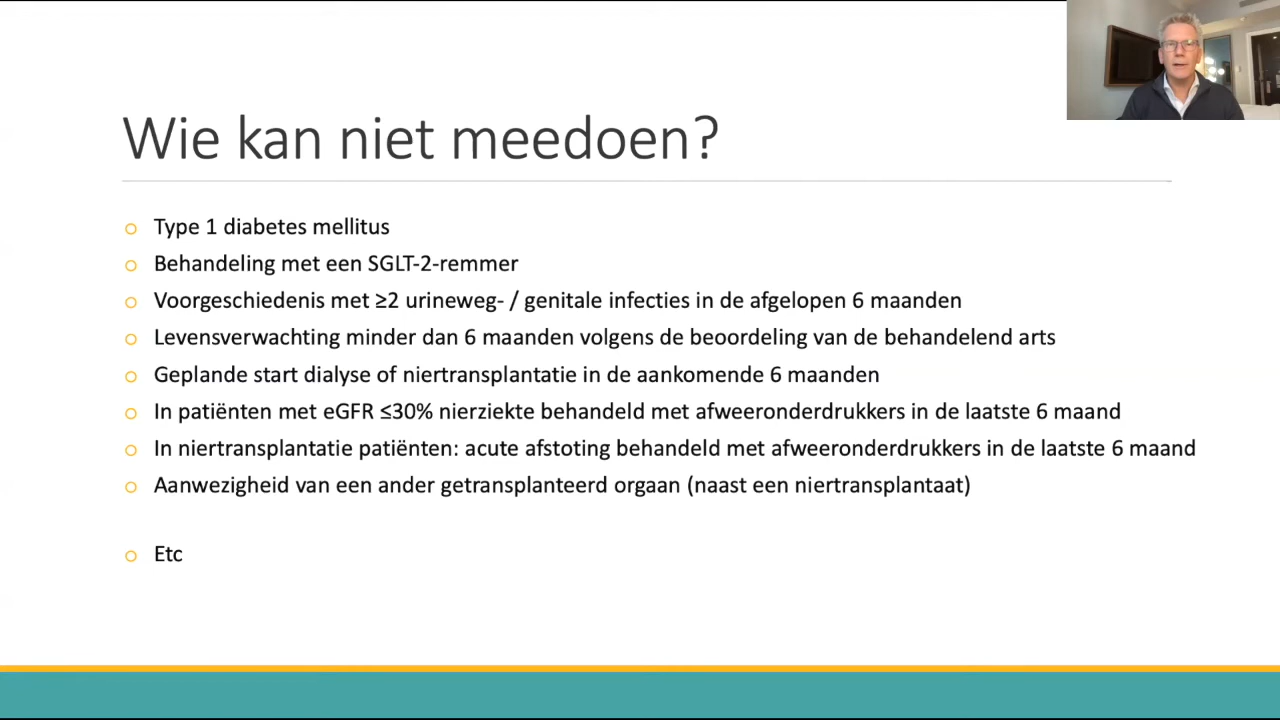 Wie kan niet meedoen?
Type 1 diabetes mellitus
Behandeling met een SGLT-2-remmer
Voorgeschiedenis met ≥2 urineweg- / genitale infecties in de afgelopen 6 maanden
Levensverwachting minder dan 6 maanden volgens de beoordeling van de behandelend arts
Geplande start dialyse of niertransplantatie in de aankomende 6 maanden
In patiënten met eGFR ≤30% nierziekte behandeld met afweeronderdrukkers in de laatste 6 maand
In niertransplantatie patiënten: acute afstoting behandeld met afweeronderdrukkers in de laatste 6 maand
Aanwezigheid van een ander getransplanteerd orgaan (naast een niertransplantaat)
Etc